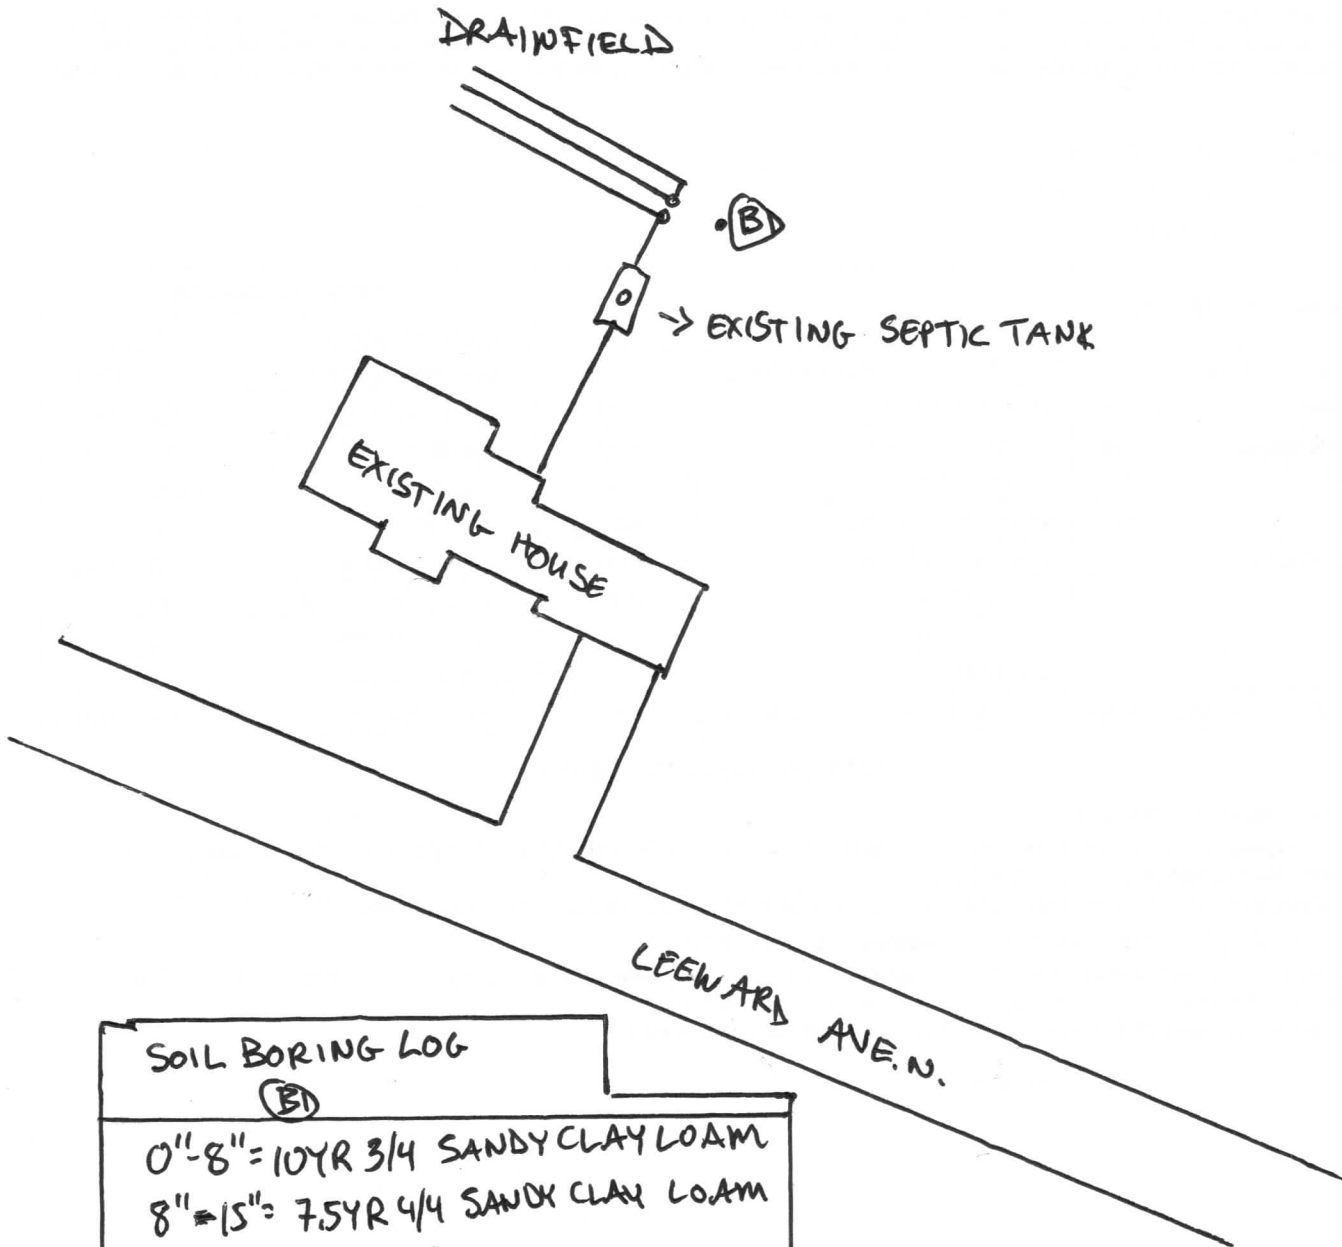 DRAINFIELD
B1
EXISTING SEPTIC TANK
EXISTING HOUSE
LEEWARD AVE. N.
SOIL BORING LOG
B1
0"-8"= 10YR 3/4 SANDY CLAY LOAM
8"-15"= 7.5YR 4/4 SANDY CLAY LOAM